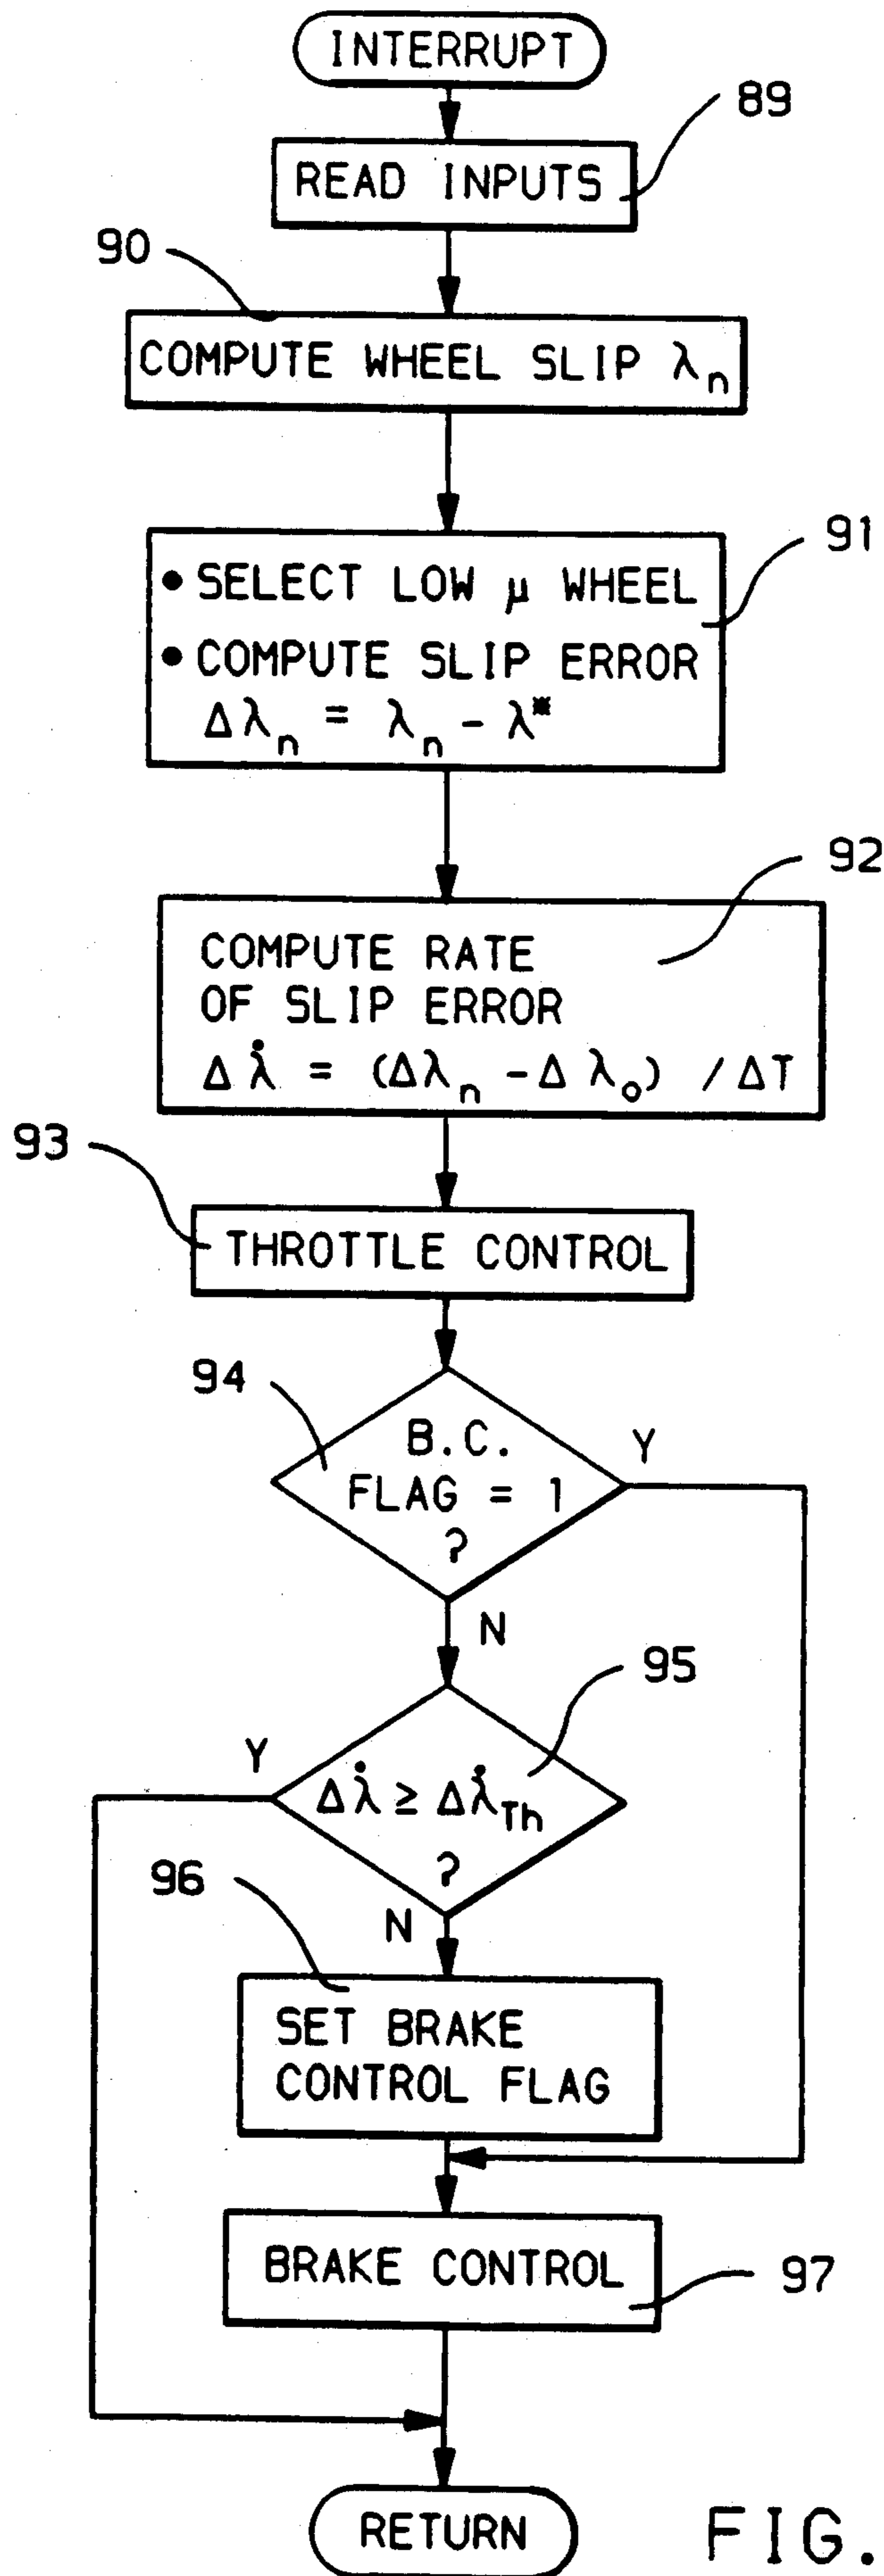 INTERRUPT
89
READ INPUTS
90
COMPUTE WHEEL SLIP λn
91
• SELECT LOW μ WHEEL
• COMPUTE SLIP ERROR
Δλn = λn - λ*
92
COMPUTE RATE
OF SLIP ERROR
Δλ̇ = (Δλn - Δλo) / ΔT
93
THROTTLE CONTROL
94
B.C.
FLAG = 1
?
Y
N
95
Y
Δλ̇ ≥ Δλ̇Th
?
96
N
SET BRAKE
CONTROL FLAG
BRAKE CONTROL
97
RETURN
FIG.